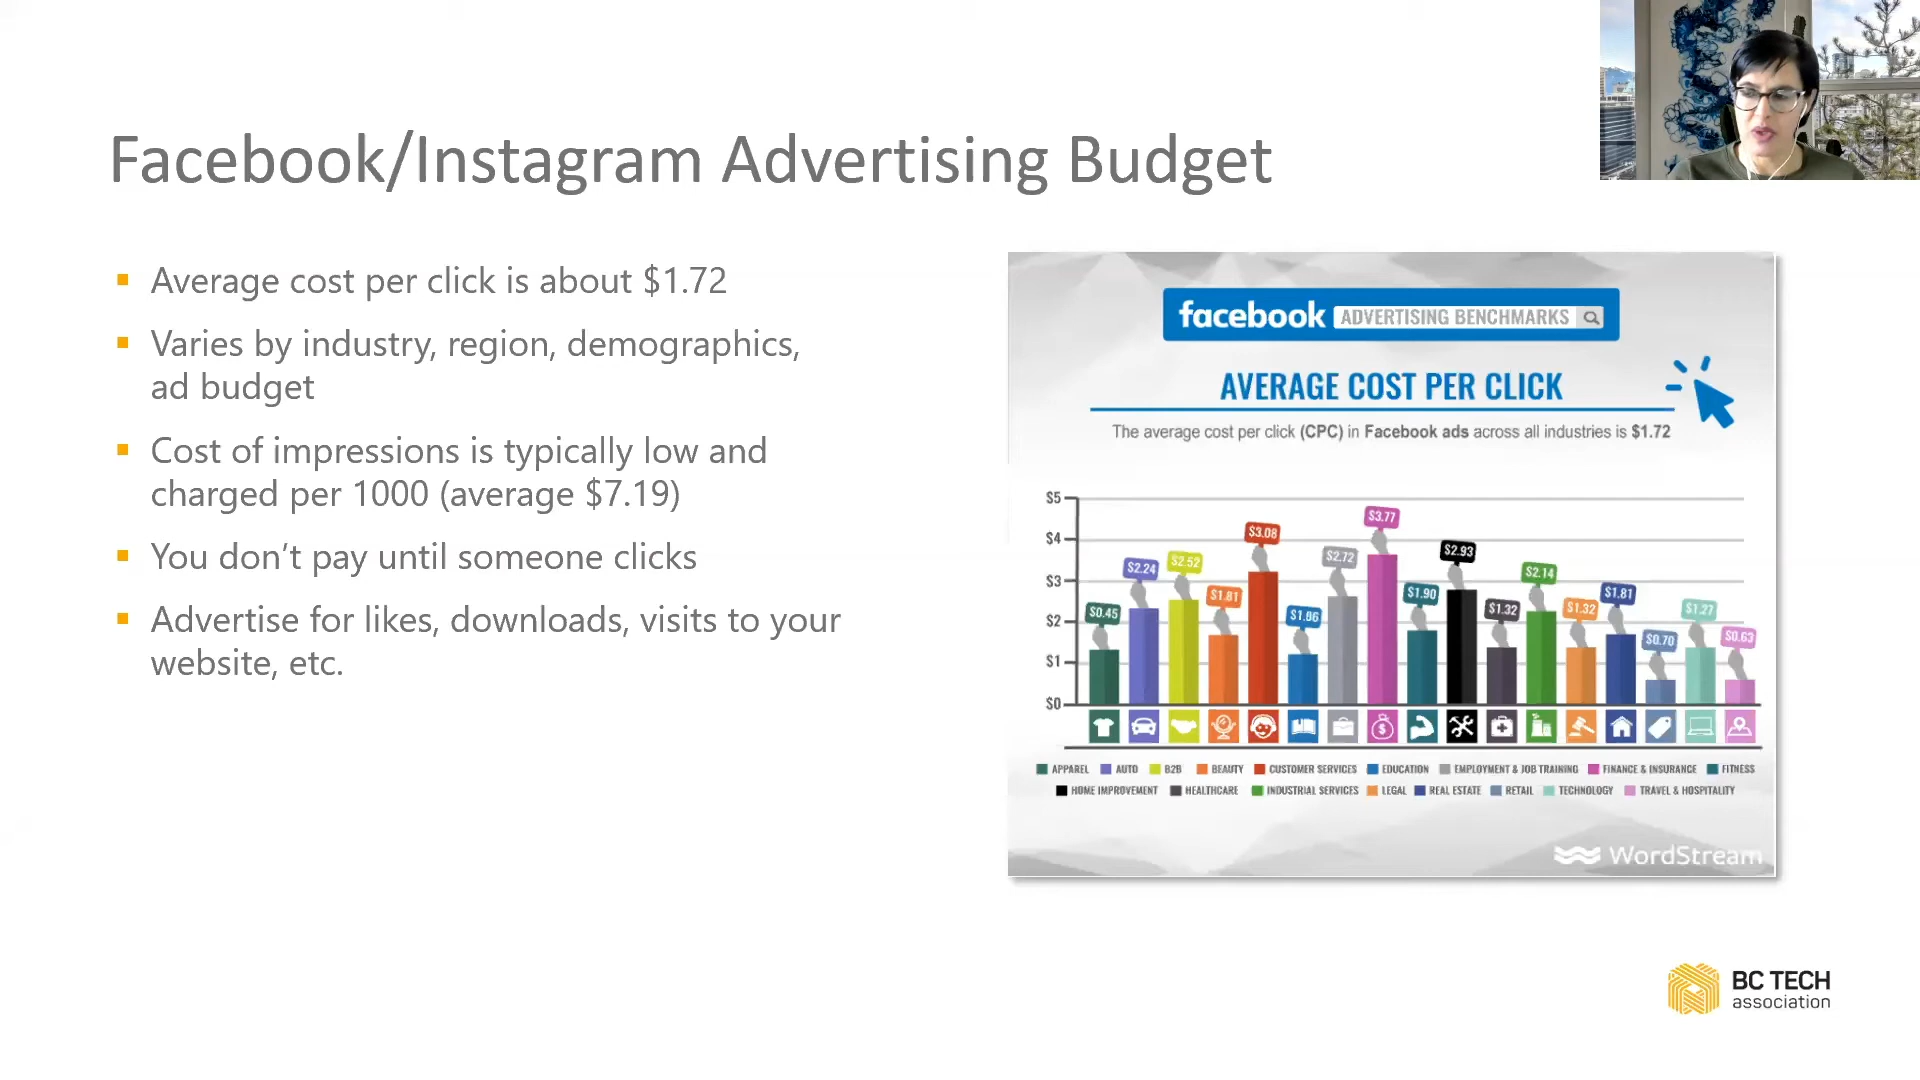 Facebook/Instagram Advertising Budget
Average cost per click is about $1.72
Varies by industry, region, demographics,
ad budget
Cost of impressions is typically low and
charged per 1000 (average $7.19)
You don’t pay until someone clicks
Advertise for likes, downloads, visits to your
website, etc.
facebook ADVERTISING BENCHMARKS
AVERAGE COST PER CLICK
The average cost per click (CPC) in Facebook ads across all industries is $1.72
$5
$4
$3
$2
$1
$0
$0.45 $2.24 $2.52 $1.81 $3.08 $1.06 $2.72 $3.77 $1.90 $2.93 $1.32 $2.14 $1.32 $1.81 $0.70 $1.27 $0.63
APPAREL AUTO B2B BEAUTY CUSTOMER SERVICES EDUCATION EMPLOYMENT & JOB TRAINING FINANCE & INSURANCE FITNESS
HOME IMPROVEMENT HEALTHCARE INDUSTRIAL SERVICES LEGAL REAL ESTATE RETAIL TECHNOLOGY TRAVEL & HOSPITALITY
WordStream
BC TECH
association